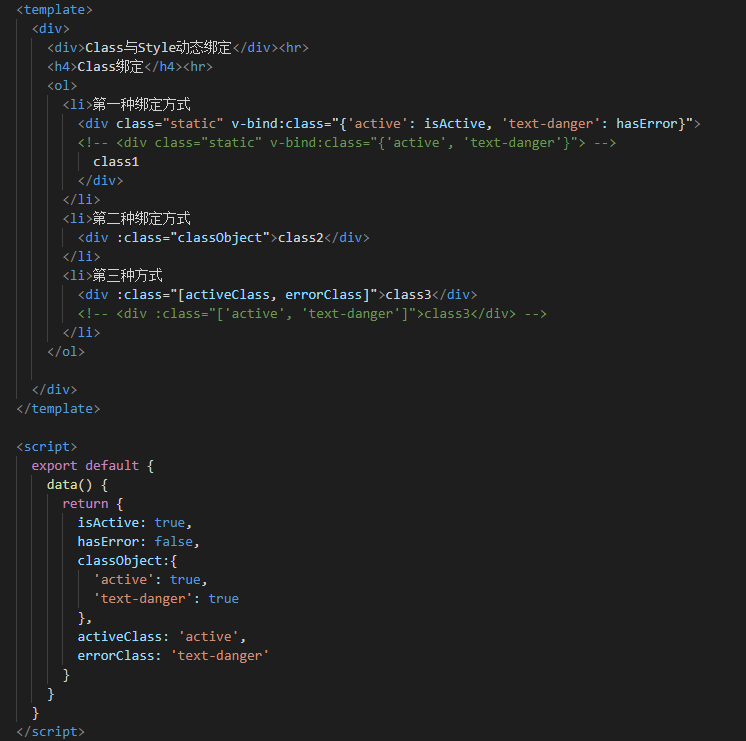 <template>
<div>
<div>Class与Style动态绑定</div><hr>
<h4>Class绑定</h4><hr>
<ol>
<li>第一种绑定方式
<div class="static" v-bind:class="{'active': isActive, 'text-danger': hasError}">
<!-- <div class="static" v-bind:class="{'active', 'text-danger'}"> -->
class1
</div>
</li>
<li>第二种绑定方式
<div :class="classObject">class2</div>
</li>
<li>第三种方式
<div :class="[activeClass, errorClass]">class3</div>
<!-- <div :class="['active', 'text-danger']">class3</div> -->
</li>
</ol>
</div>
</template>
<script>
export default {
data() {
return {
isActive: true,
hasError: false,
classObject:{
'active': true,
'text-danger': true
},
activeClass: 'active',
errorClass: 'text-danger'
}
}
}
</script>